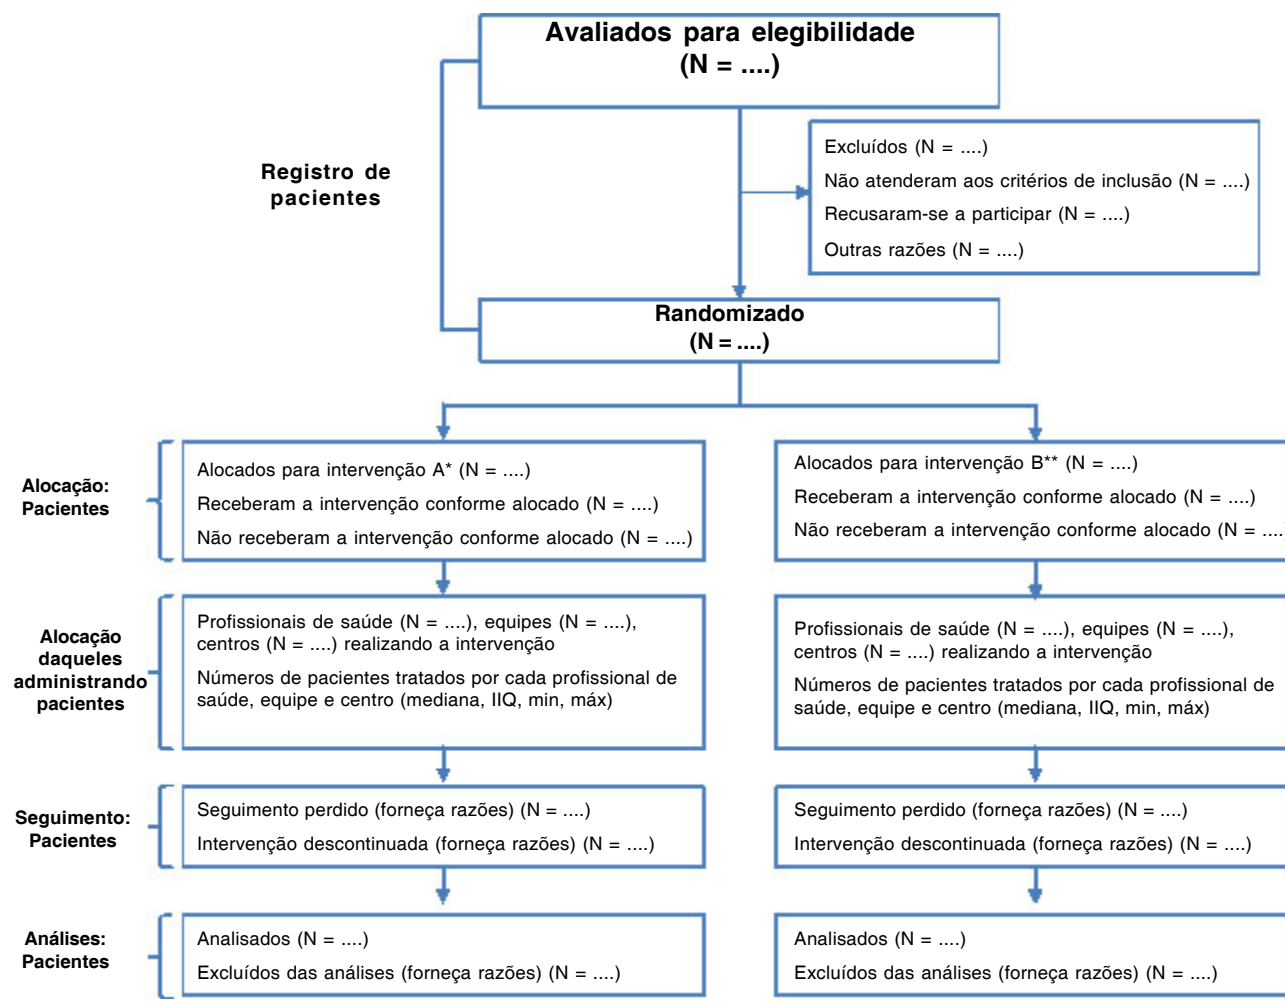 Avaliados para elegibilidade
(N = ....)
Registro de
pacientes
Excluídos (N = ....)
Não atenderam aos critérios de inclusão (N = ....)
Recusaram-se a participar (N = ....)
Outras razões (N = ....)
Randomizado
(N = ....)
Alocação:
Pacientes
Alocados para intervenção A* (N = ....)
Receberam a intervenção conforme alocado (N = ....)
Não receberam a intervenção conforme alocado (N = ....)
Alocados para intervenção B** (N = ....)
Receberam a intervenção conforme alocado (N = ....)
Não receberam a intervenção conforme alocado (N = ....)
Alocação
daqueles
administrando
pacientes
Profissionais de saúde (N = ....), equipes (N = ....),
centros (N = ....) realizando a intervenção
Números de pacientes tratados por cada profissional de
saúde, equipe e centro (mediana, IIQ, min, máx)
Profissionais de saúde (N = ....), equipes (N = ....),
centros (N = ....) realizando a intervenção
Números de pacientes tratados por cada profissional de
saúde, equipe e centro (mediana, IIQ, min, máx)
Seguimento:
Pacientes
Seguimento perdido (forneça razões) (N = ....)
Intervenção descontinuada (forneça razões) (N = ....)
Seguimento perdido (forneça razões) (N = ....)
Intervenção descontinuada (forneça razões) (N = ....)
Análises:
Pacientes
Analisados (N = ....)
Excluídos das análises (forneça razões) (N = ....)
Analisados (N = ....)
Excluídos das análises (forneça razões) (N = ....)